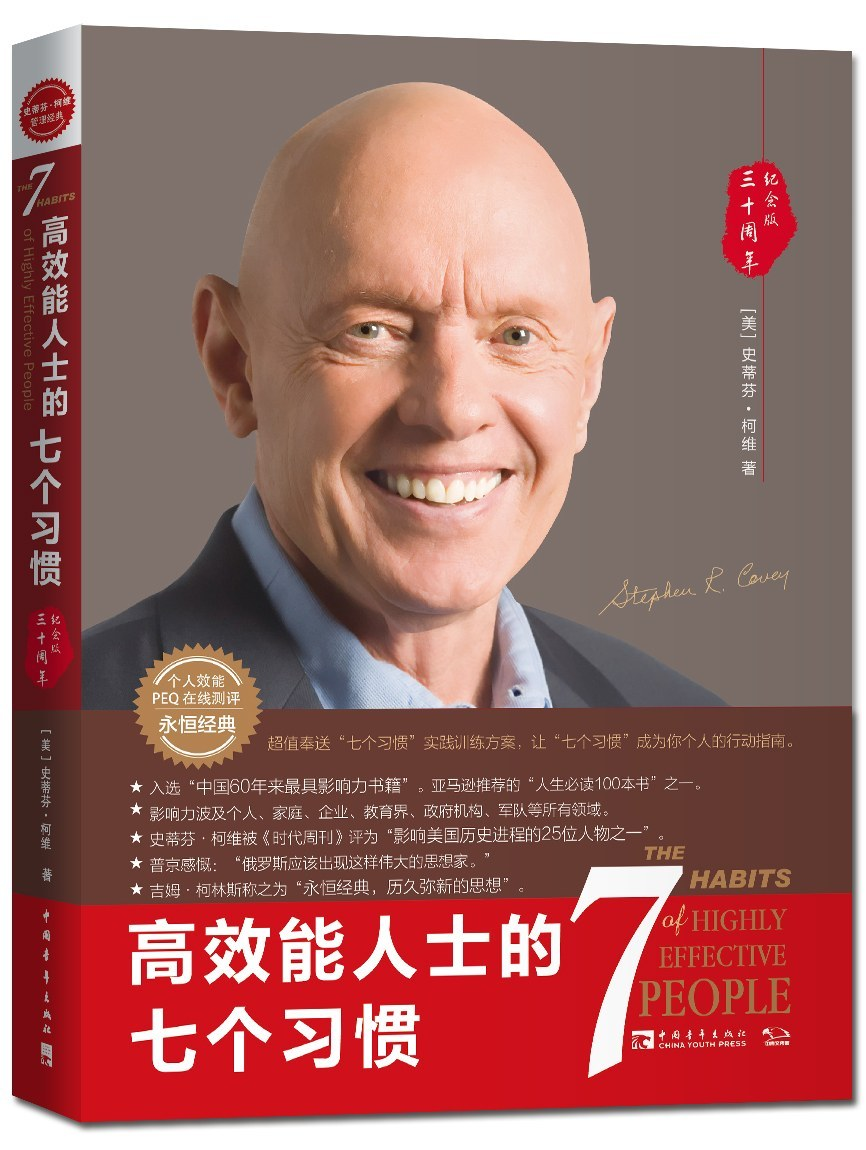 史蒂芬·柯维
管理经典
THE 7 HABITS
of Highly Effective People
高效能人士的 七个习惯
纪念版
三十周年
[美] 史蒂芬·柯维 著
中国青年出版社
纪念版
三十周年
[美] 史蒂芬·柯维 著
Stephen R. Covey
个人效能
PEQ 在线测评
永恒经典
超值奉送“七个习惯”实践训练方案，让“七个习惯”成为你个人的行动指南。
★ 入选“中国60年来最具影响力书籍”。亚马逊推荐的“人生必读100本书”之一。
★ 影响力波及个人、家庭、企业、教育界、政府机构、军队等所有领域。
★ 史蒂芬·柯维被《时代周刊》评为“影响美国历史进程的25位人物之一”。
★ 普京感慨：“俄罗斯应该出现这样伟大的思想家。”
★ 吉姆·柯林斯称之为“永恒经典，历久弥新的思想”。
THE
7 HABITS
of HIGHLY
EFFECTIVE
PEOPLE
高效能人士的
七个习惯
中国青年出版社
CHINA YOUTH PRESS